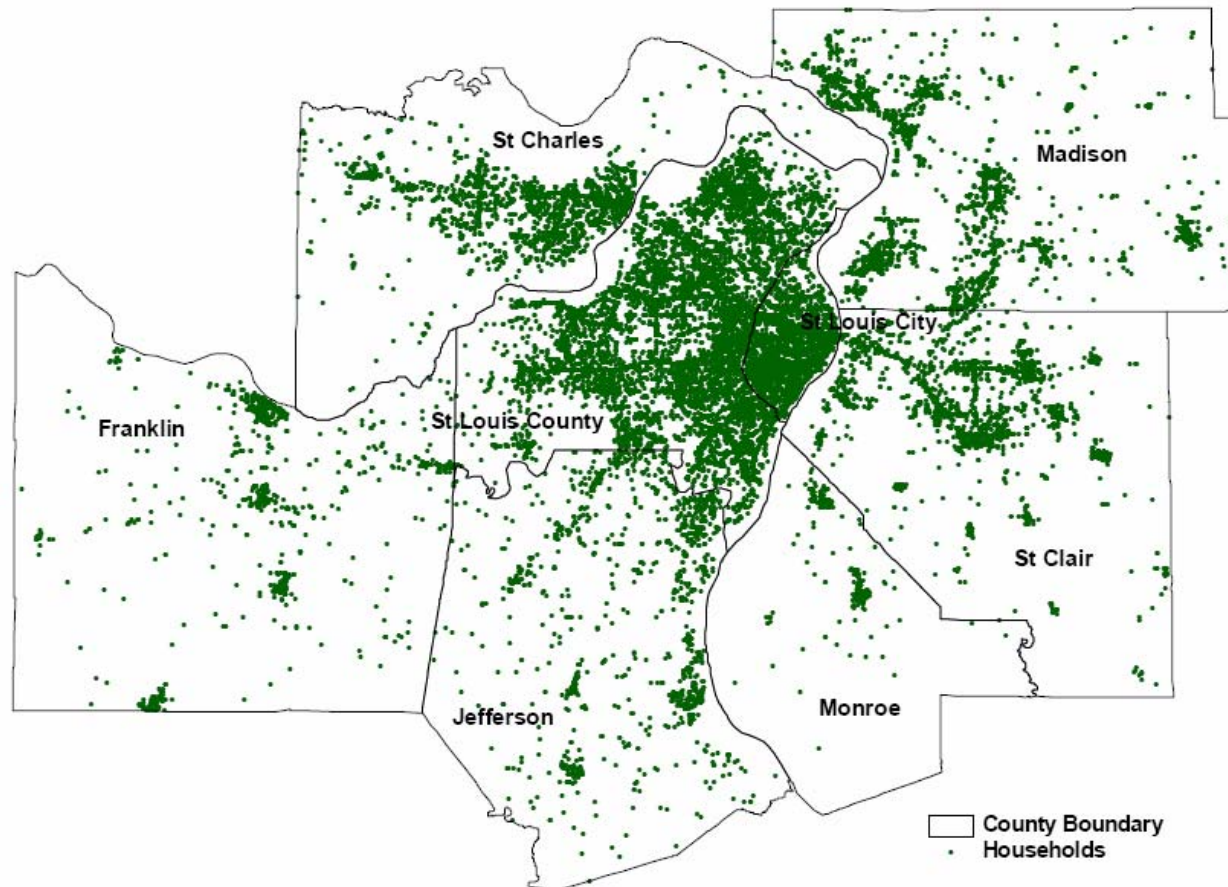 St Charles
Madison
St Louis City
Franklin
St Louis County
St Clair
Jefferson
Monroe
County Boundary
Households